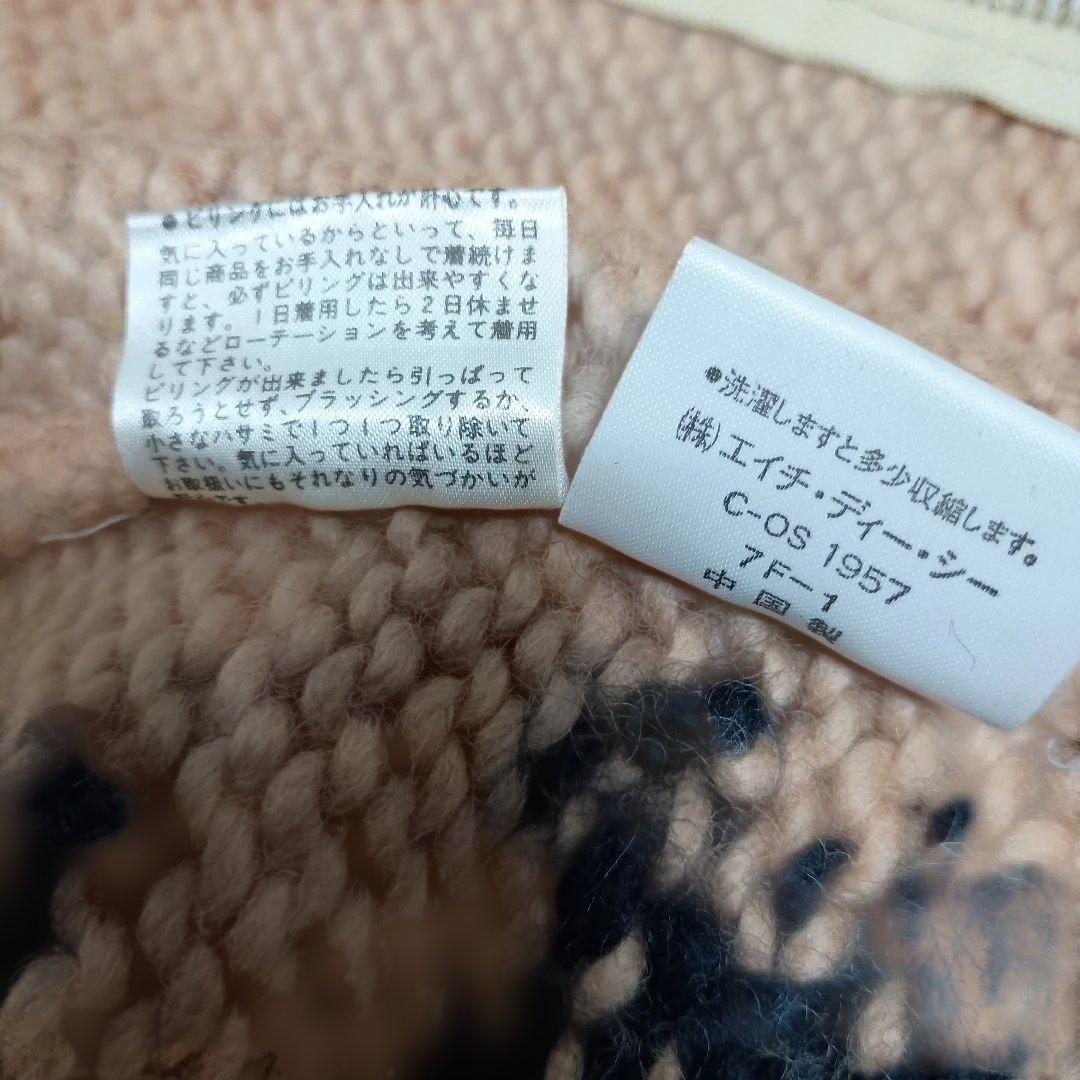 ●ピリングにはお手入れが肝心です。
気に入っているからといって、毎日
同じ商品をお手入れなしで着続けま
すと、必ずピリングは出来やすくな
ります。1日着用したら2日休ませ
るなどローテーションを考えて着用
して下さい。
ピリングが出来ましたら引っぱって
取ろうとせず、ブラッシングするか、
小さなハサミで1つ1つ取り除いて
下さい。気に入っていればいるほど
お取扱いにもそれなりの気づかいが
です
●洗濯しますと多少収縮します。
(株)エイチ・ディー・シー
C-OS 1957
7F-1
中国製